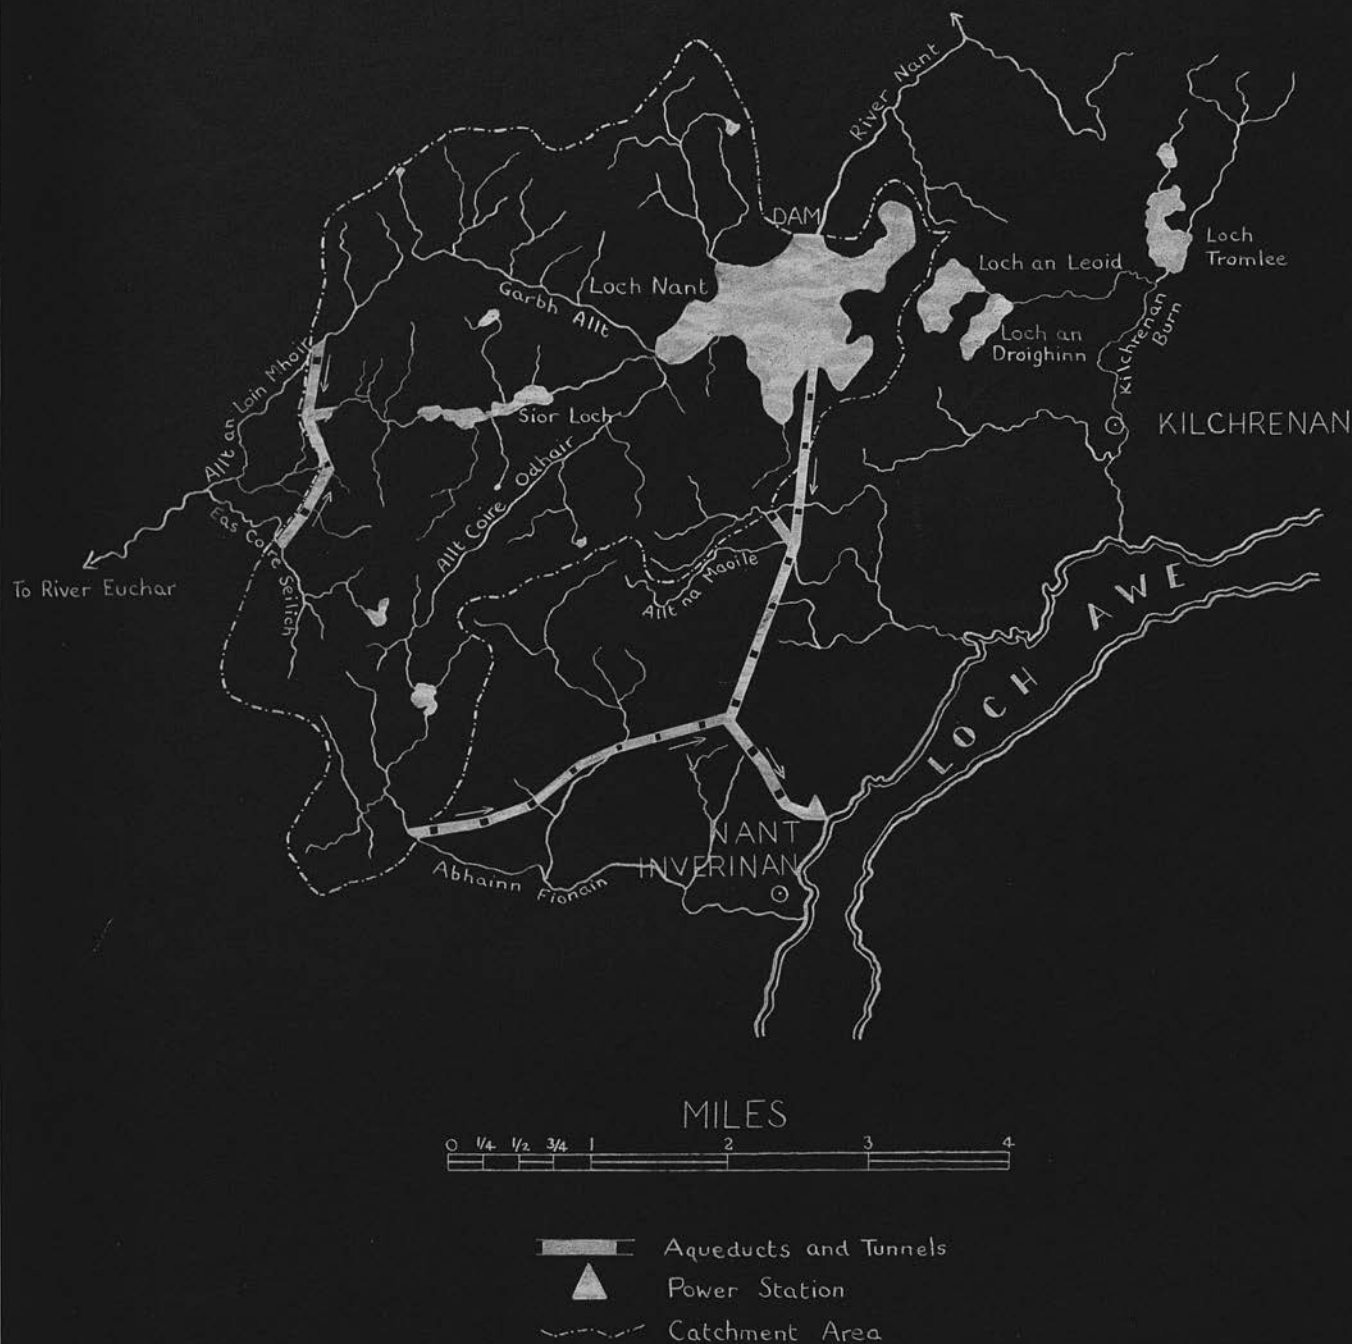 River Nant
DAM
Loch
Tromlee
Loch an Leoid
Loch Nant
Garbh Allt
Loch an
Droighinn
Kilchrenan
Burn
Allt an Loin Mhoir
Sior Loch
KILCHRENAN
Allt Coire Odhair
Eas Coire Seilich
To River Euchar
Allt na Maoile
LOCH AWE
NANT
INVERINAN
Abhainn Fionain
MILES
0 1/4 1/2 3/4 1 2 3 4
Aqueducts and Tunnels
Power Station
Catchment Area